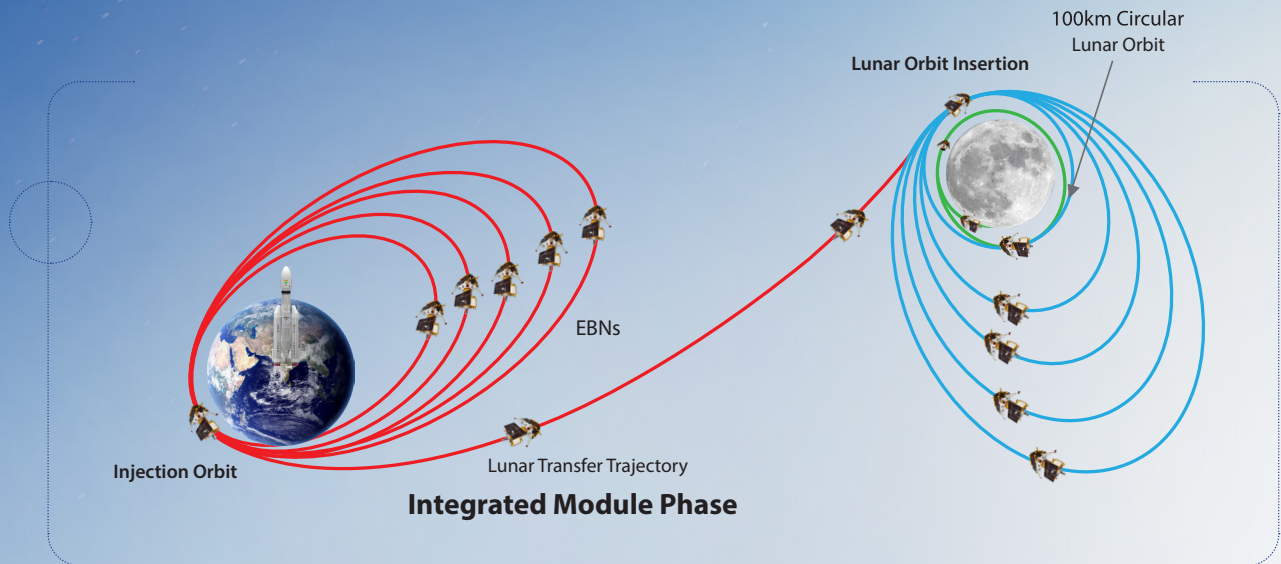 100km Circular
Lunar Orbit
Lunar Orbit Insertion
EBNs
Injection Orbit
Lunar Transfer Trajectory
Integrated Module Phase